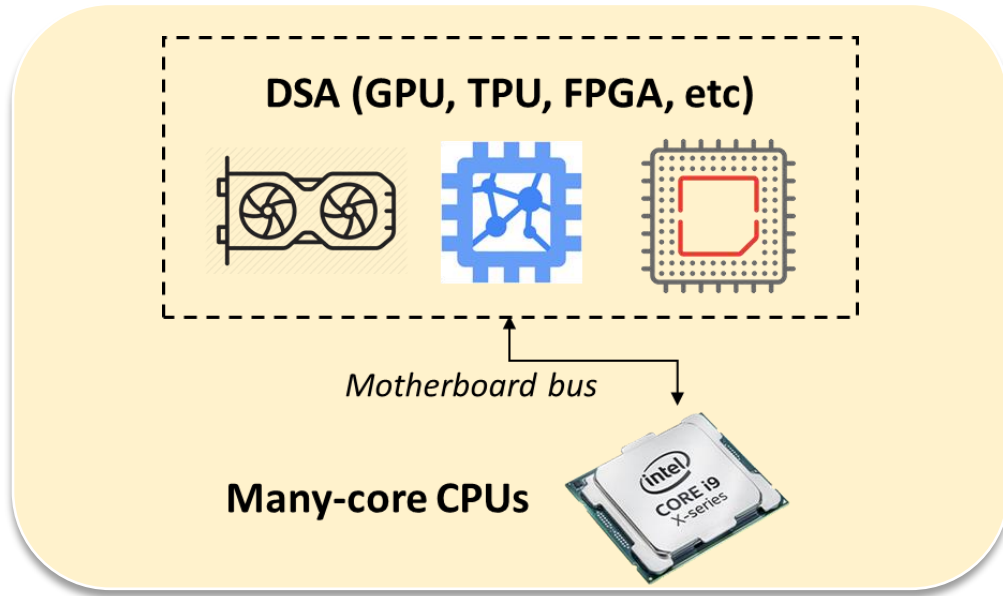 DSA (GPU, TPU, FPGA, etc)
Motherboard bus
Many-core CPUs
intel
CORE i9
X-series